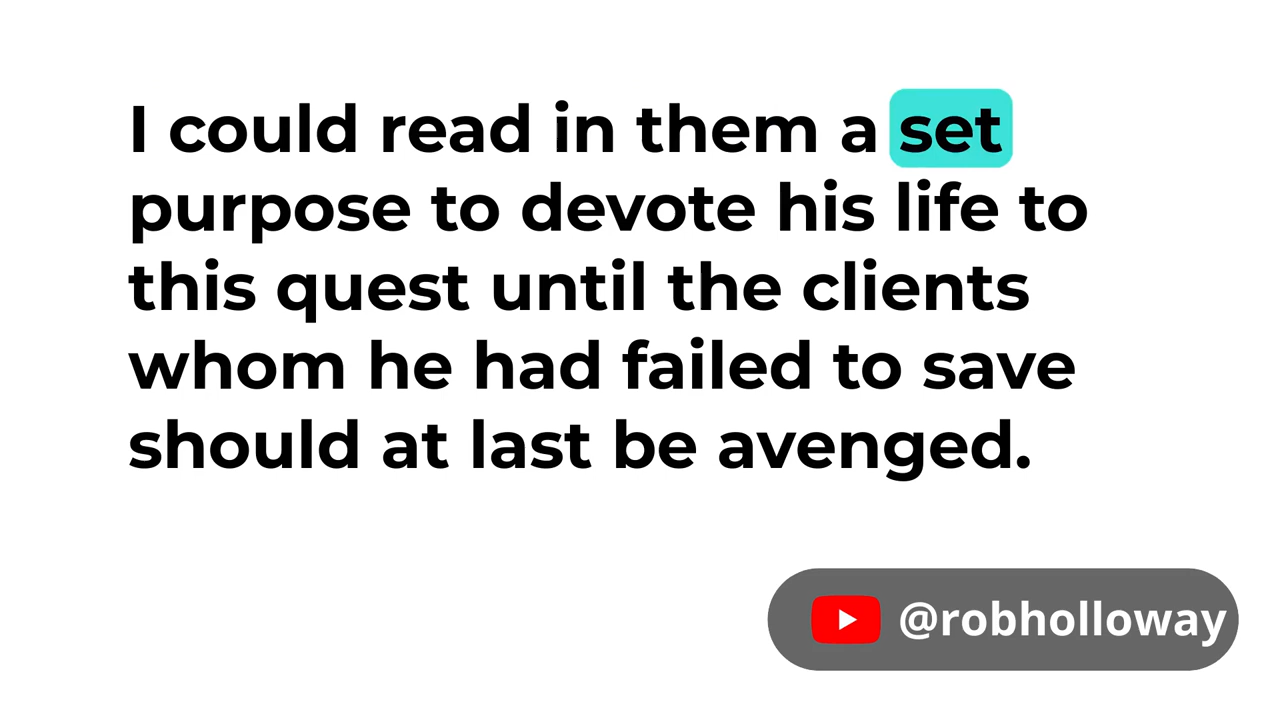 I could read in them a set
purpose to devote his life to
this quest until the clients
whom he had failed to save
should at last be avenged.
@robholloway